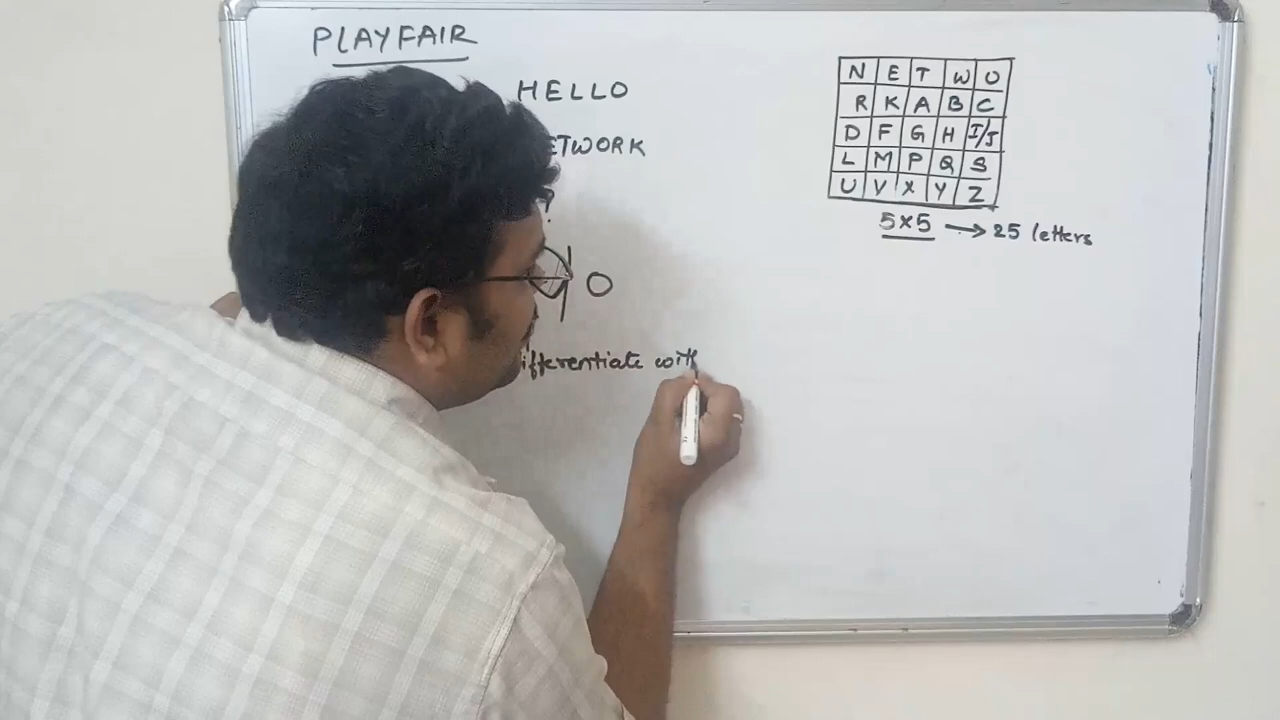 PLAYFAIR
HELLO
ETWORK
?
O
ifferentiate with
N E T W O
R K A B C
D F G H I/J
L M P Q S
U V X Y Z
5×5 → 25 letters